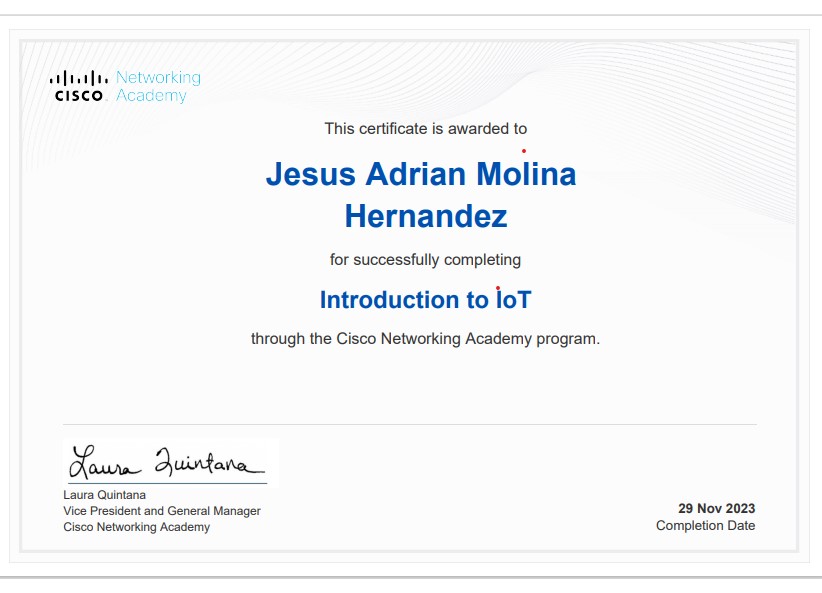 Networking
CISCO Academy
This certificate is awarded to
Jesus Adrian Molina
Hernandez
for successfully completing
Introduction to IoT
through the Cisco Networking Academy program.
Laura Quintana
Laura Quintana
Vice President and General Manager
Cisco Networking Academy
29 Nov 2023
Completion Date